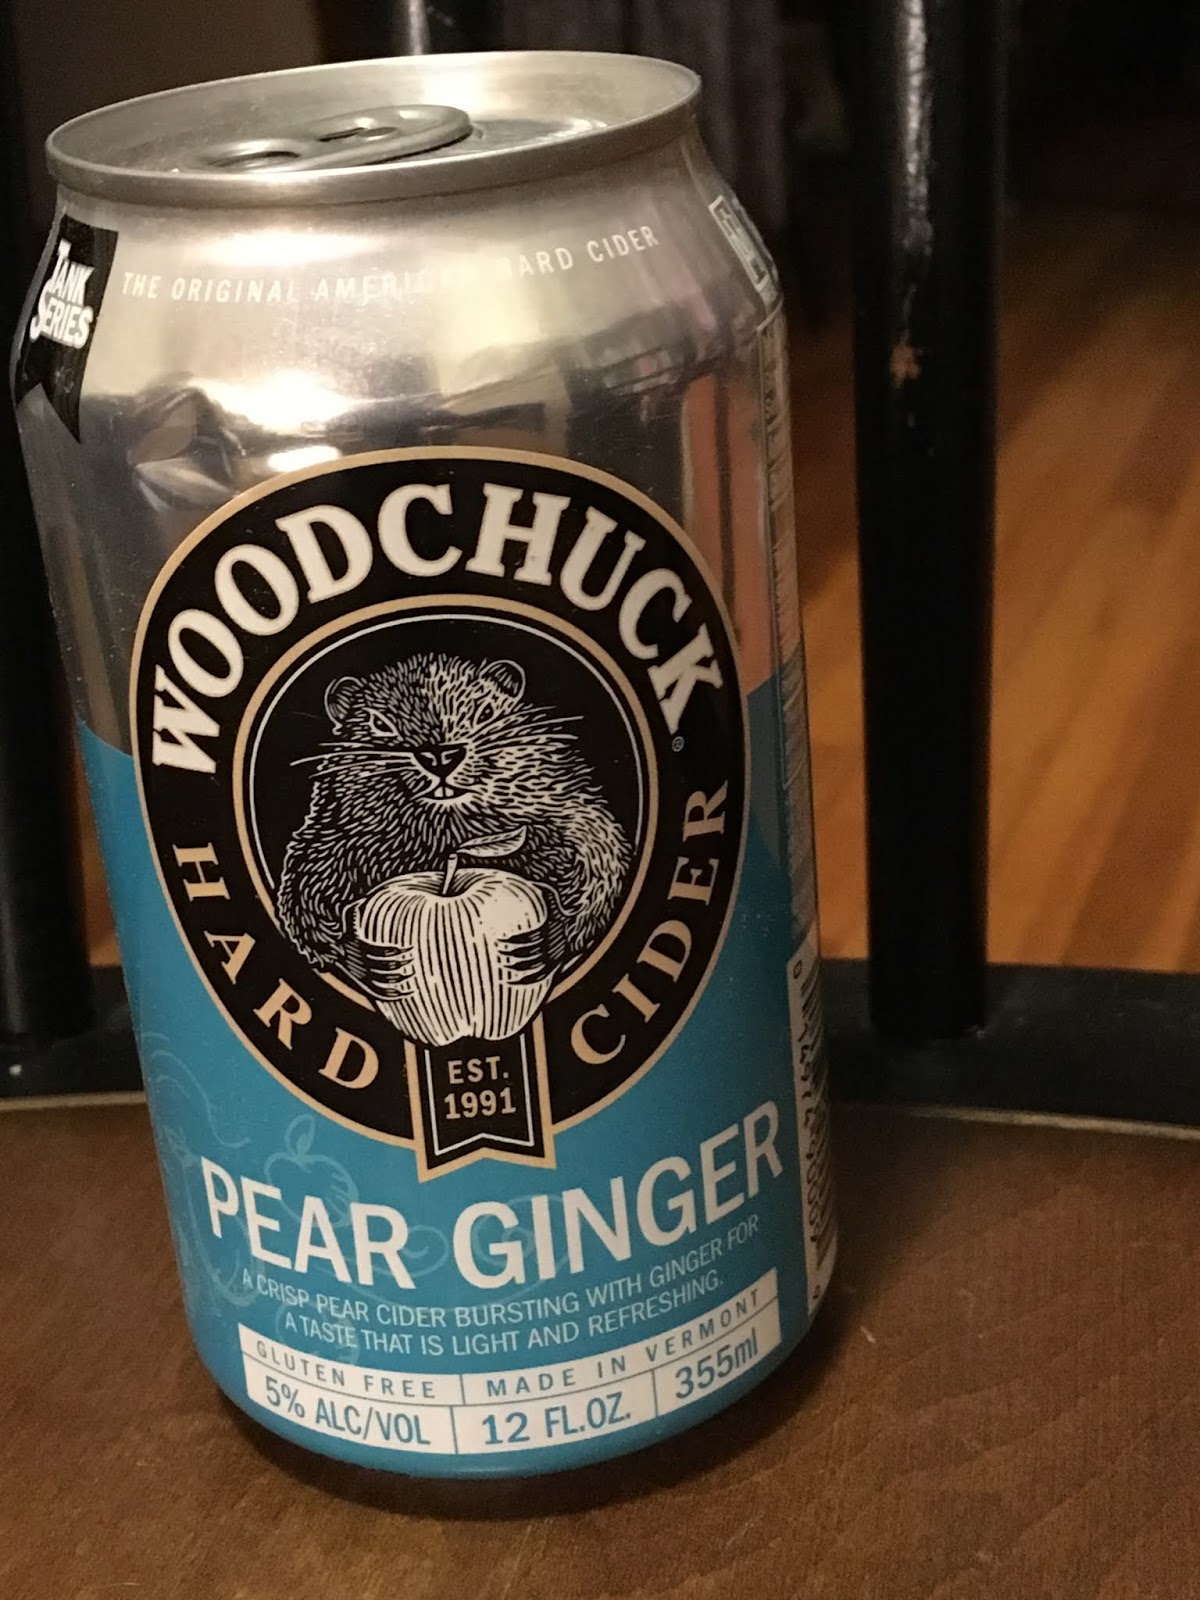 TANK
SERIES
THE ORIGINAL AMERICAN HARD CIDER
WOODCHUCK®
HARD CIDER
EST.
1991
PEAR GINGER
A CRISP PEAR CIDER BURSTING WITH GINGER FOR
A TASTE THAT IS LIGHT AND REFRESHING.
GLUTEN FREE MADE IN VERMONT
5% ALC/VOL 12 FL.OZ. 355ml